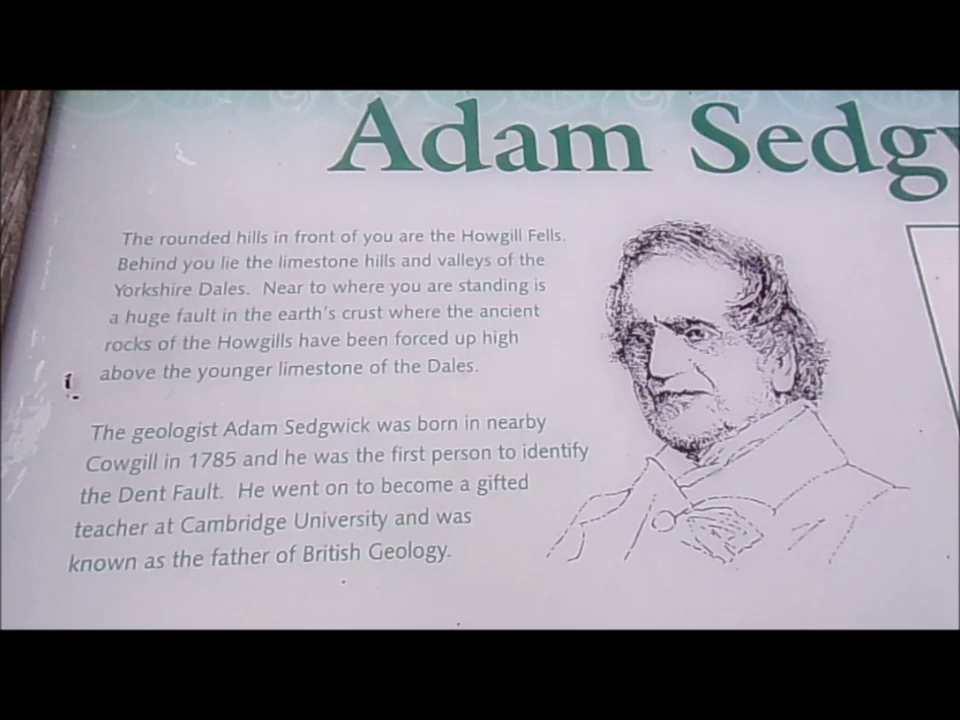 Adam Sedgw
The rounded hills in front of you are the Howgill Fells.
Behind you lie the limestone hills and valleys of the
Yorkshire Dales. Near to where you are standing is
a huge fault in the earth's crust where the ancient
rocks of the Howgills have been forced up high
above the younger limestone of the Dales.
The geologist Adam Sedgwick was born in nearby
Cowgill in 1785 and he was the first person to identify
the Dent Fault. He went on to become a gifted
teacher at Cambridge University and was
known as the father of British Geology.